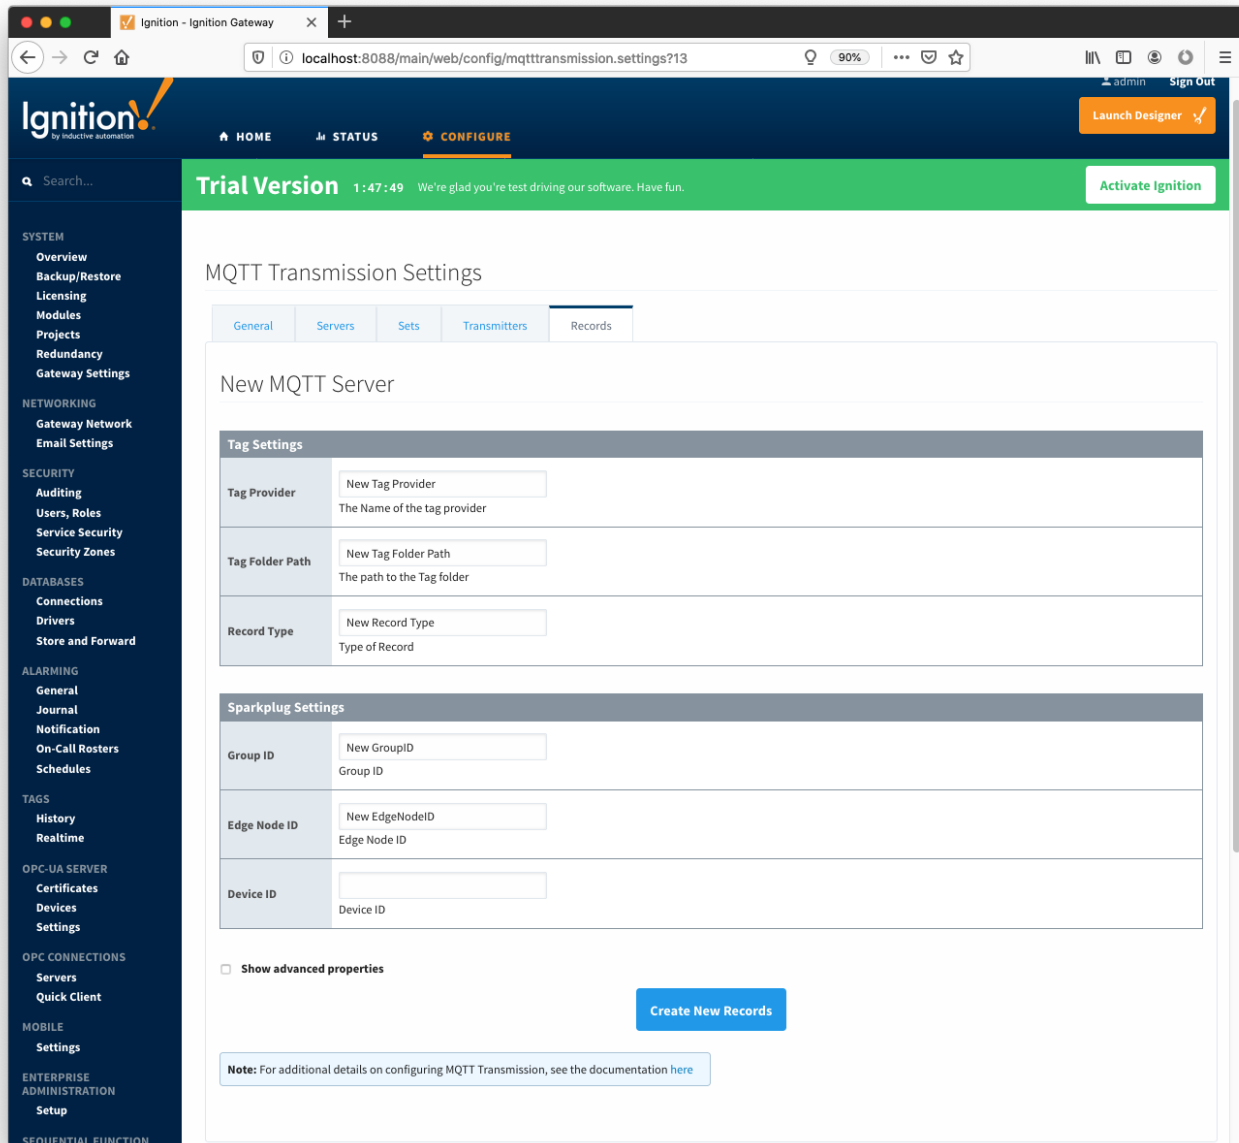 Ignition - Ignition Gateway
localhost:8088/main/web/config/mqtttransmission.settings?13
90%
admin Sign Out
Ignition!
by inductive automation
HOME STATUS CONFIGURE
Launch Designer
Search...
Trial Version 1:47:49 We're glad you're test driving our software. Have fun.
Activate Ignition
SYSTEM
Overview
Backup/Restore
Licensing
Modules
Projects
Redundancy
Gateway Settings
NETWORKING
Gateway Network
Email Settings
SECURITY
Auditing
Users, Roles
Service Security
Security Zones
DATABASES
Connections
Drivers
Store and Forward
ALARMING
General
Journal
Notification
On-Call Rosters
Schedules
TAGS
History
Realtime
OPC-UA SERVER
Certificates
Devices
Settings
OPC CONNECTIONS
Servers
Quick Client
MOBILE
Settings
ENTERPRISE
ADMINISTRATION
Setup
SEQUENTIAL FUNCTION
MQTT Transmission Settings
General Servers Sets Transmitters Records
New MQTT Server
Tag Settings
Tag Provider
New Tag Provider
The Name of the tag provider
Tag Folder Path
New Tag Folder Path
The path to the Tag folder
Record Type
New Record Type
Type of Record
Sparkplug Settings
Group ID
New GroupID
Group ID
Edge Node ID
New EdgeNodeID
Edge Node ID
Device ID
Device ID
Show advanced properties
Create New Records
Note: For additional details on configuring MQTT Transmission, see the documentation here